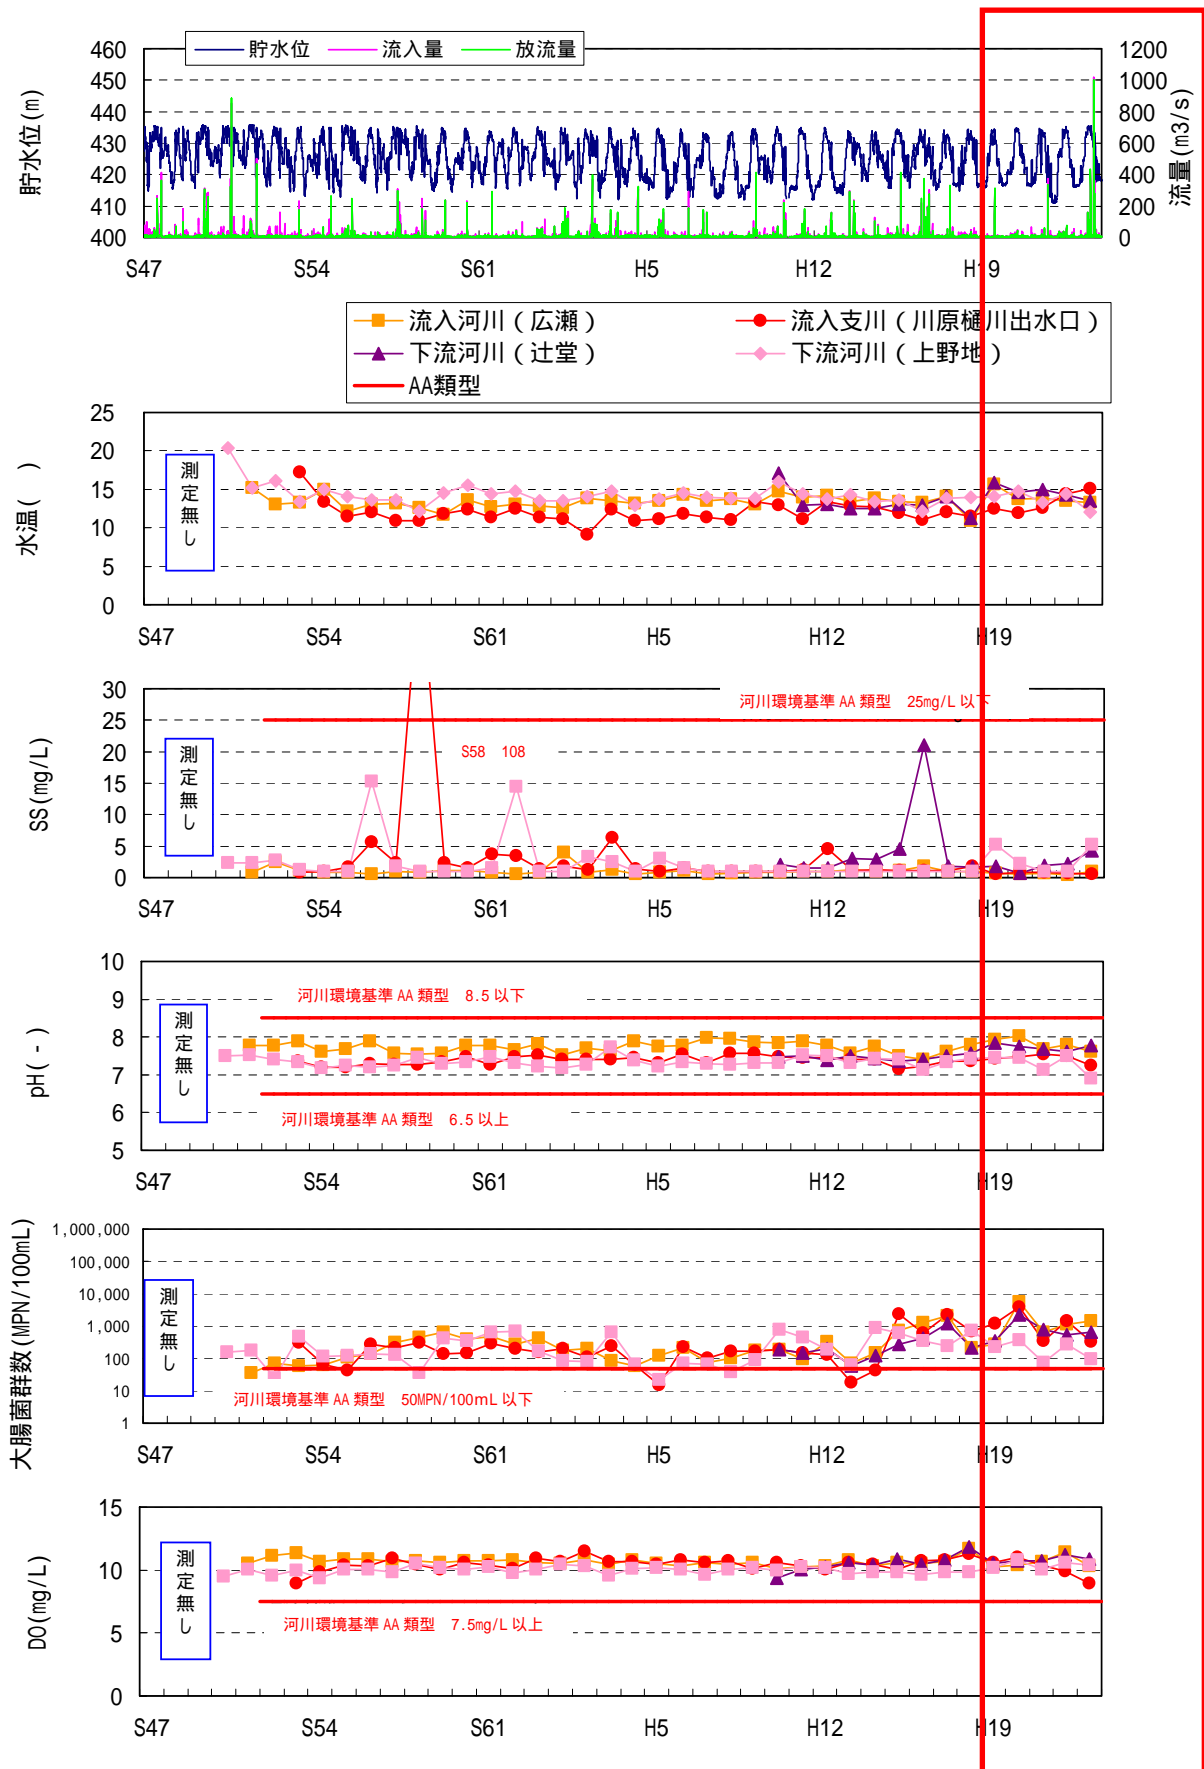 貯水位 流入量 放流量
貯水位(m)
460
450
440
430
420
410
400
1200
1000
800
600
400
200
0
流量(m3/s)
S47 S54 S61 H5 H12 H19
流入河川（広瀬） 流入支川（川原樋川出水口）
下流河川（辻堂） 下流河川（上野地）
AA類型
水温( )
25
20
15
10
5
0
測定無し
S47 S54 S61 H5 H12 H19
SS(mg/L)
30
25
20
15
10
5
0
測定無し
河川環境基準 AA 類型 25mg/L 以下
S58 108
S47 S54 S61 H5 H12 H19
pH(-)
10
9
8
7
6
5
測定無し
河川環境基準 AA 類型 8.5 以下
河川環境基準 AA 類型 6.5 以上
S47 S54 S61 H5 H12 H19
大腸菌群数(MPN/100mL)
1,000,000
100,000
10,000
1,000
100
10
1
測定無し
河川環境基準 AA 類型 50MPN/100mL 以下
S47 S54 S61 H5 H12 H19
DO(mg/L)
15
10
5
0
測定無し
河川環境基準 AA 類型 7.5mg/L 以上
S47 S54 S61 H5 H12 H19